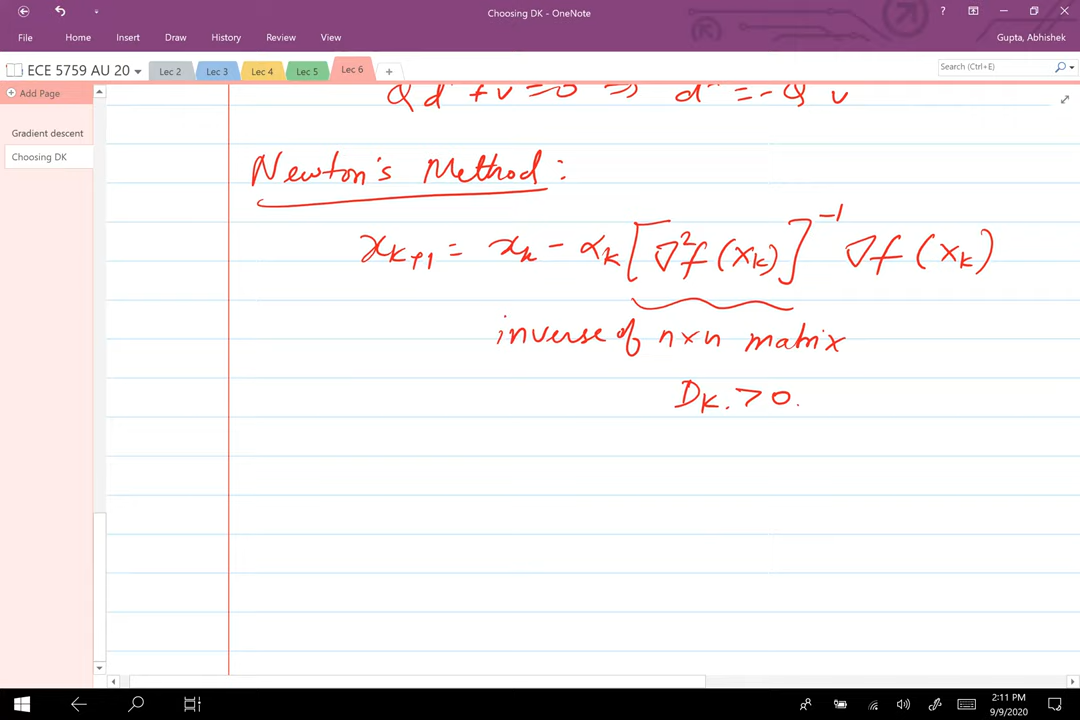 Choosing DK - OneNote
?
File Home Insert Draw History Review View
Gupta, Abhishek
ECE 5759 AU 20
Lec 2 Lec 3 Lec 4 Lec 5 Lec 6 +
Search (Ctrl+E)
Add Page
Gradient descent
Choosing DK
Newton's Method :
x_{k+1} = x_k - α_k [∇²f(x_k)]^{-1} ∇f(x_k)
inverse of n×n matrix
D_k. > 0.
2:11 PM
9/9/2020